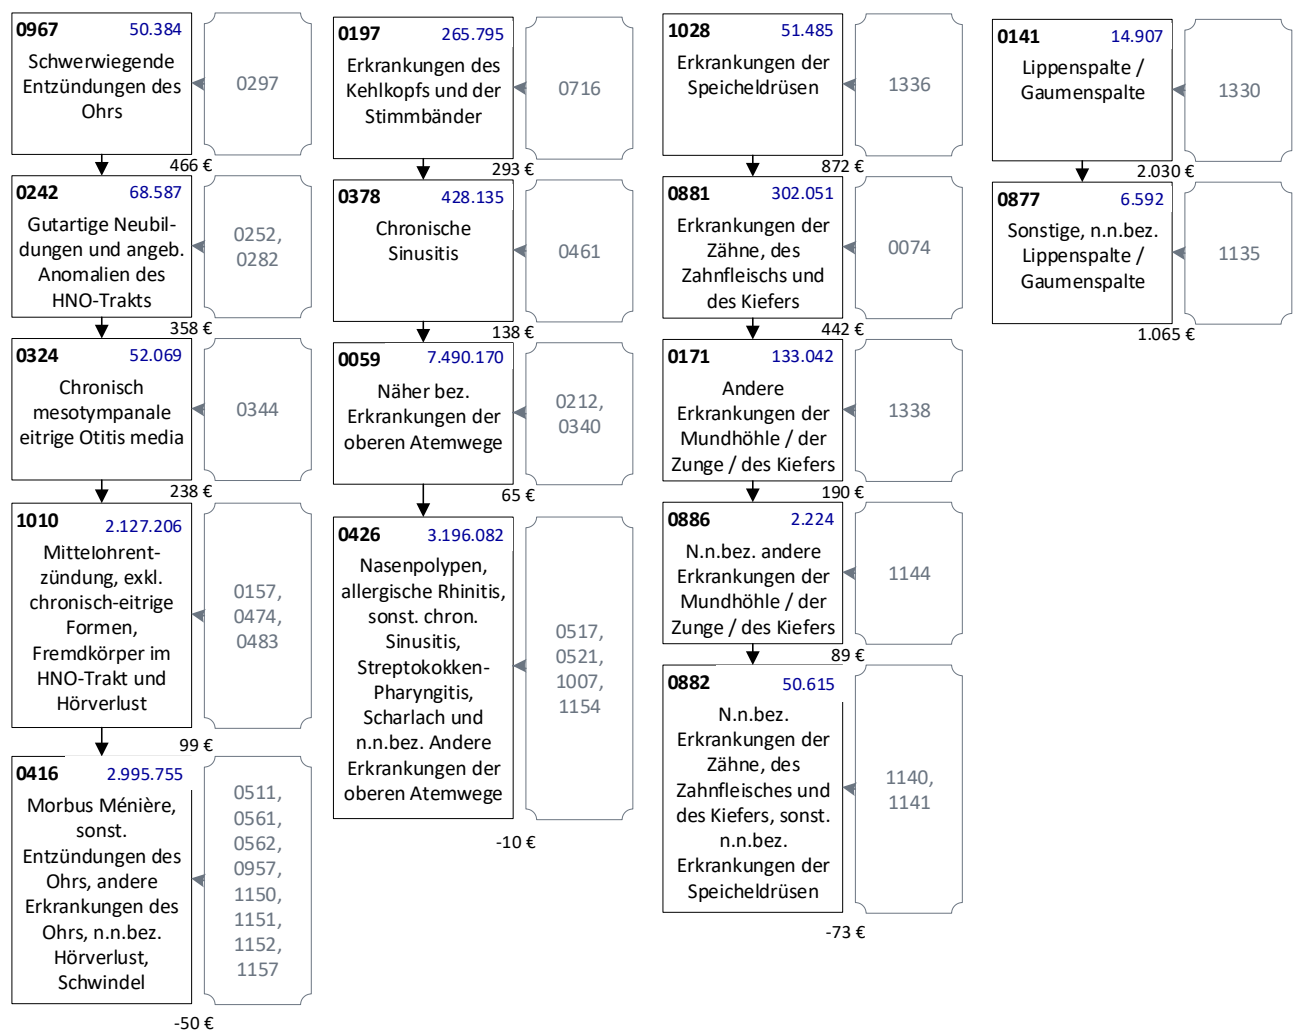 0967 50.384
Schwerwiegende
Entzündungen des
Ohrs
0297
466 €
0242 68.587
Gutartige Neubil-
dungen und angeb.
Anomalien des
HNO-Trakts
0252,
0282
358 €
0324 52.069
Chronisch
mesotympanale
eitrige Otitis media
0344
238 €
1010 2.127.206
Mittelohrent-
zündung, exkl.
chronisch-eitrige
Formen,
Fremdkörper im
HNO-Trakt und
Hörverlust
0157,
0474,
0483
99 €
0416 2.995.755
Morbus Ménière,
sonst.
Entzündungen des
Ohrs, andere
Erkrankungen des
Ohrs, n.n.bez.
Hörverlust,
Schwindel
0511,
0561,
0562,
0957,
1150,
1151,
1152,
1157
-50 €
0197 265.795
Erkrankungen des
Kehlkopfs und der
Stimmbänder
0716
293 €
0378 428.135
Chronische
Sinusitis
0461
138 €
0059 7.490.170
Näher bez.
Erkrankungen der
oberen Atemwege
0212,
0340
65 €
0426 3.196.082
Nasenpolypen,
allergische Rhinitis,
sonst. chron.
Sinusitis,
Streptokokken-
Pharyngitis,
Scharlach und
n.n.bez. Andere
Erkrankungen der
oberen Atemwege
0517,
0521,
1007,
1154
-10 €
1028 51.485
Erkrankungen der
Speicheldrüsen
1336
872 €
0881 302.051
Erkrankungen der
Zähne, des
Zahnfleischs und
des Kiefers
0074
442 €
0171 133.042
Andere
Erkrankungen der
Mundhöhle / der
Zunge / des Kiefers
1338
190 €
0886 2.224
N.n.bez. andere
Erkrankungen der
Mundhöhle / der
Zunge / des Kiefers
1144
89 €
0882 50.615
N.n.bez.
Erkrankungen der
Zähne, des
Zahnfleisches und
des Kiefers, sonst.
n.n.bez.
Erkrankungen der
Speicheldrüsen
1140,
1141
-73 €
0141 14.907
Lippenspalte /
Gaumenspalte
1330
2.030 €
0877 6.592
Sonstige, n.n.bez.
Lippenspalte /
Gaumenspalte
1135
1.065 €